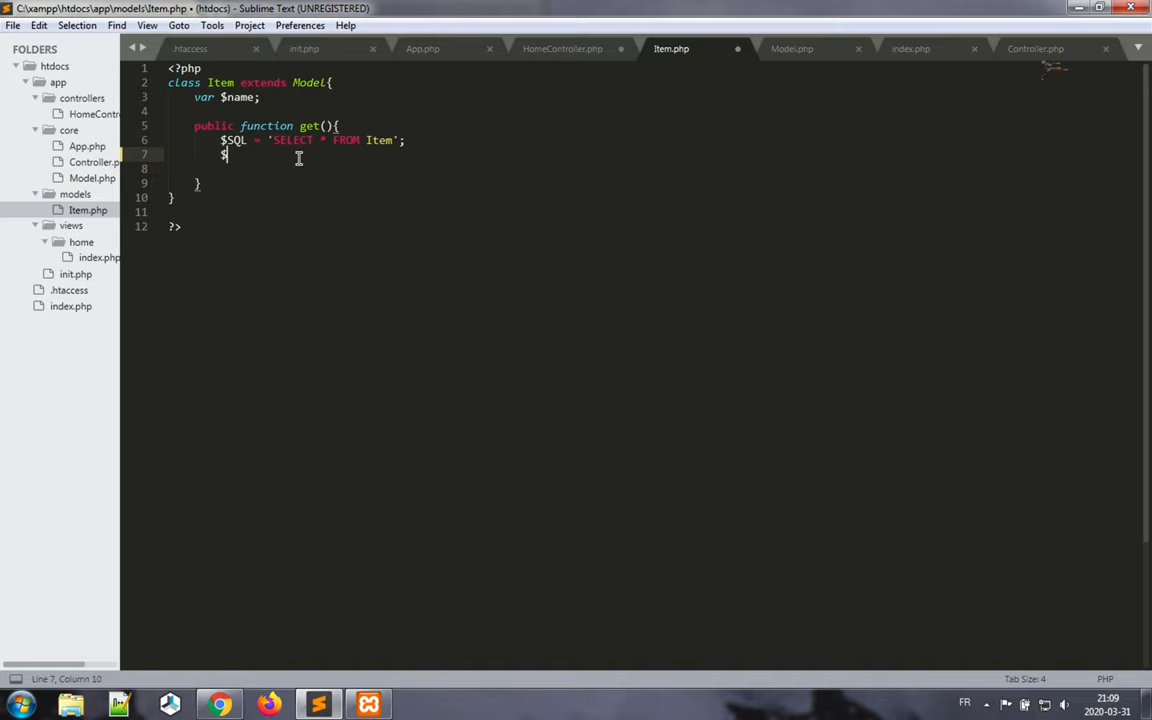 C:\xampp\htdocs\app\models\Item.php • (htdocs) - Sublime Text (UNREGISTERED)
File Edit Selection Find View Goto Tools Project Preferences Help
FOLDERS
htdocs
app
controllers
HomeContr
core
App.php
Controller.p
Model.php
models
Item.php
views
home
index.php
init.php
.htaccess
index.php
.htaccess init.php App.php HomeController.php Item.php Model.php index.php Controller.php
1 <?php
2 class Item extends Model{
3 var $name;
4
5 public function get(){
6 $SQL = 'SELECT * FROM Item';
7 $
8
9 }
10 }
11
12 ?>
Line 7, Column 10 Tab Size: 4 PHP
FR 21:09
2020-03-31